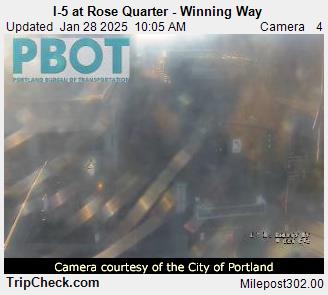 I-5 at Rose Quarter - Winning Way
Updated Jan 28 2025 10:05 AM Camera 4
PBOT
PORTLAND BUREAU OF TRANSPORTATION
Camera courtesy of the City of Portland
TripCheck.com Milepost302.00